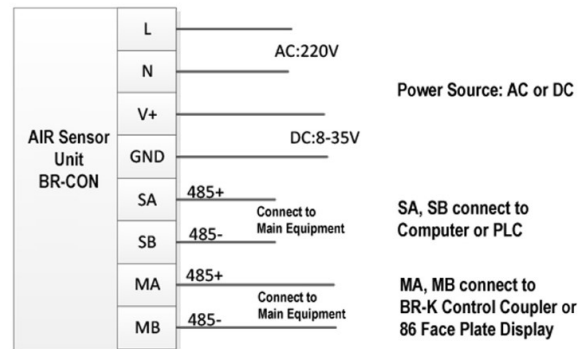 AIR Sensor
Unit
BR-CON
L
N
V+
GND
SA
SB
MA
MB
AC:220V
DC:8-35V
485+
Connect to
Main Equipment
485-
485+
Connect to
Main Equipment
485-
Power Source: AC or DC
SA, SB connect to
Computer or PLC
MA, MB connect to
BR-K Control Coupler or
86 Face Plate Display